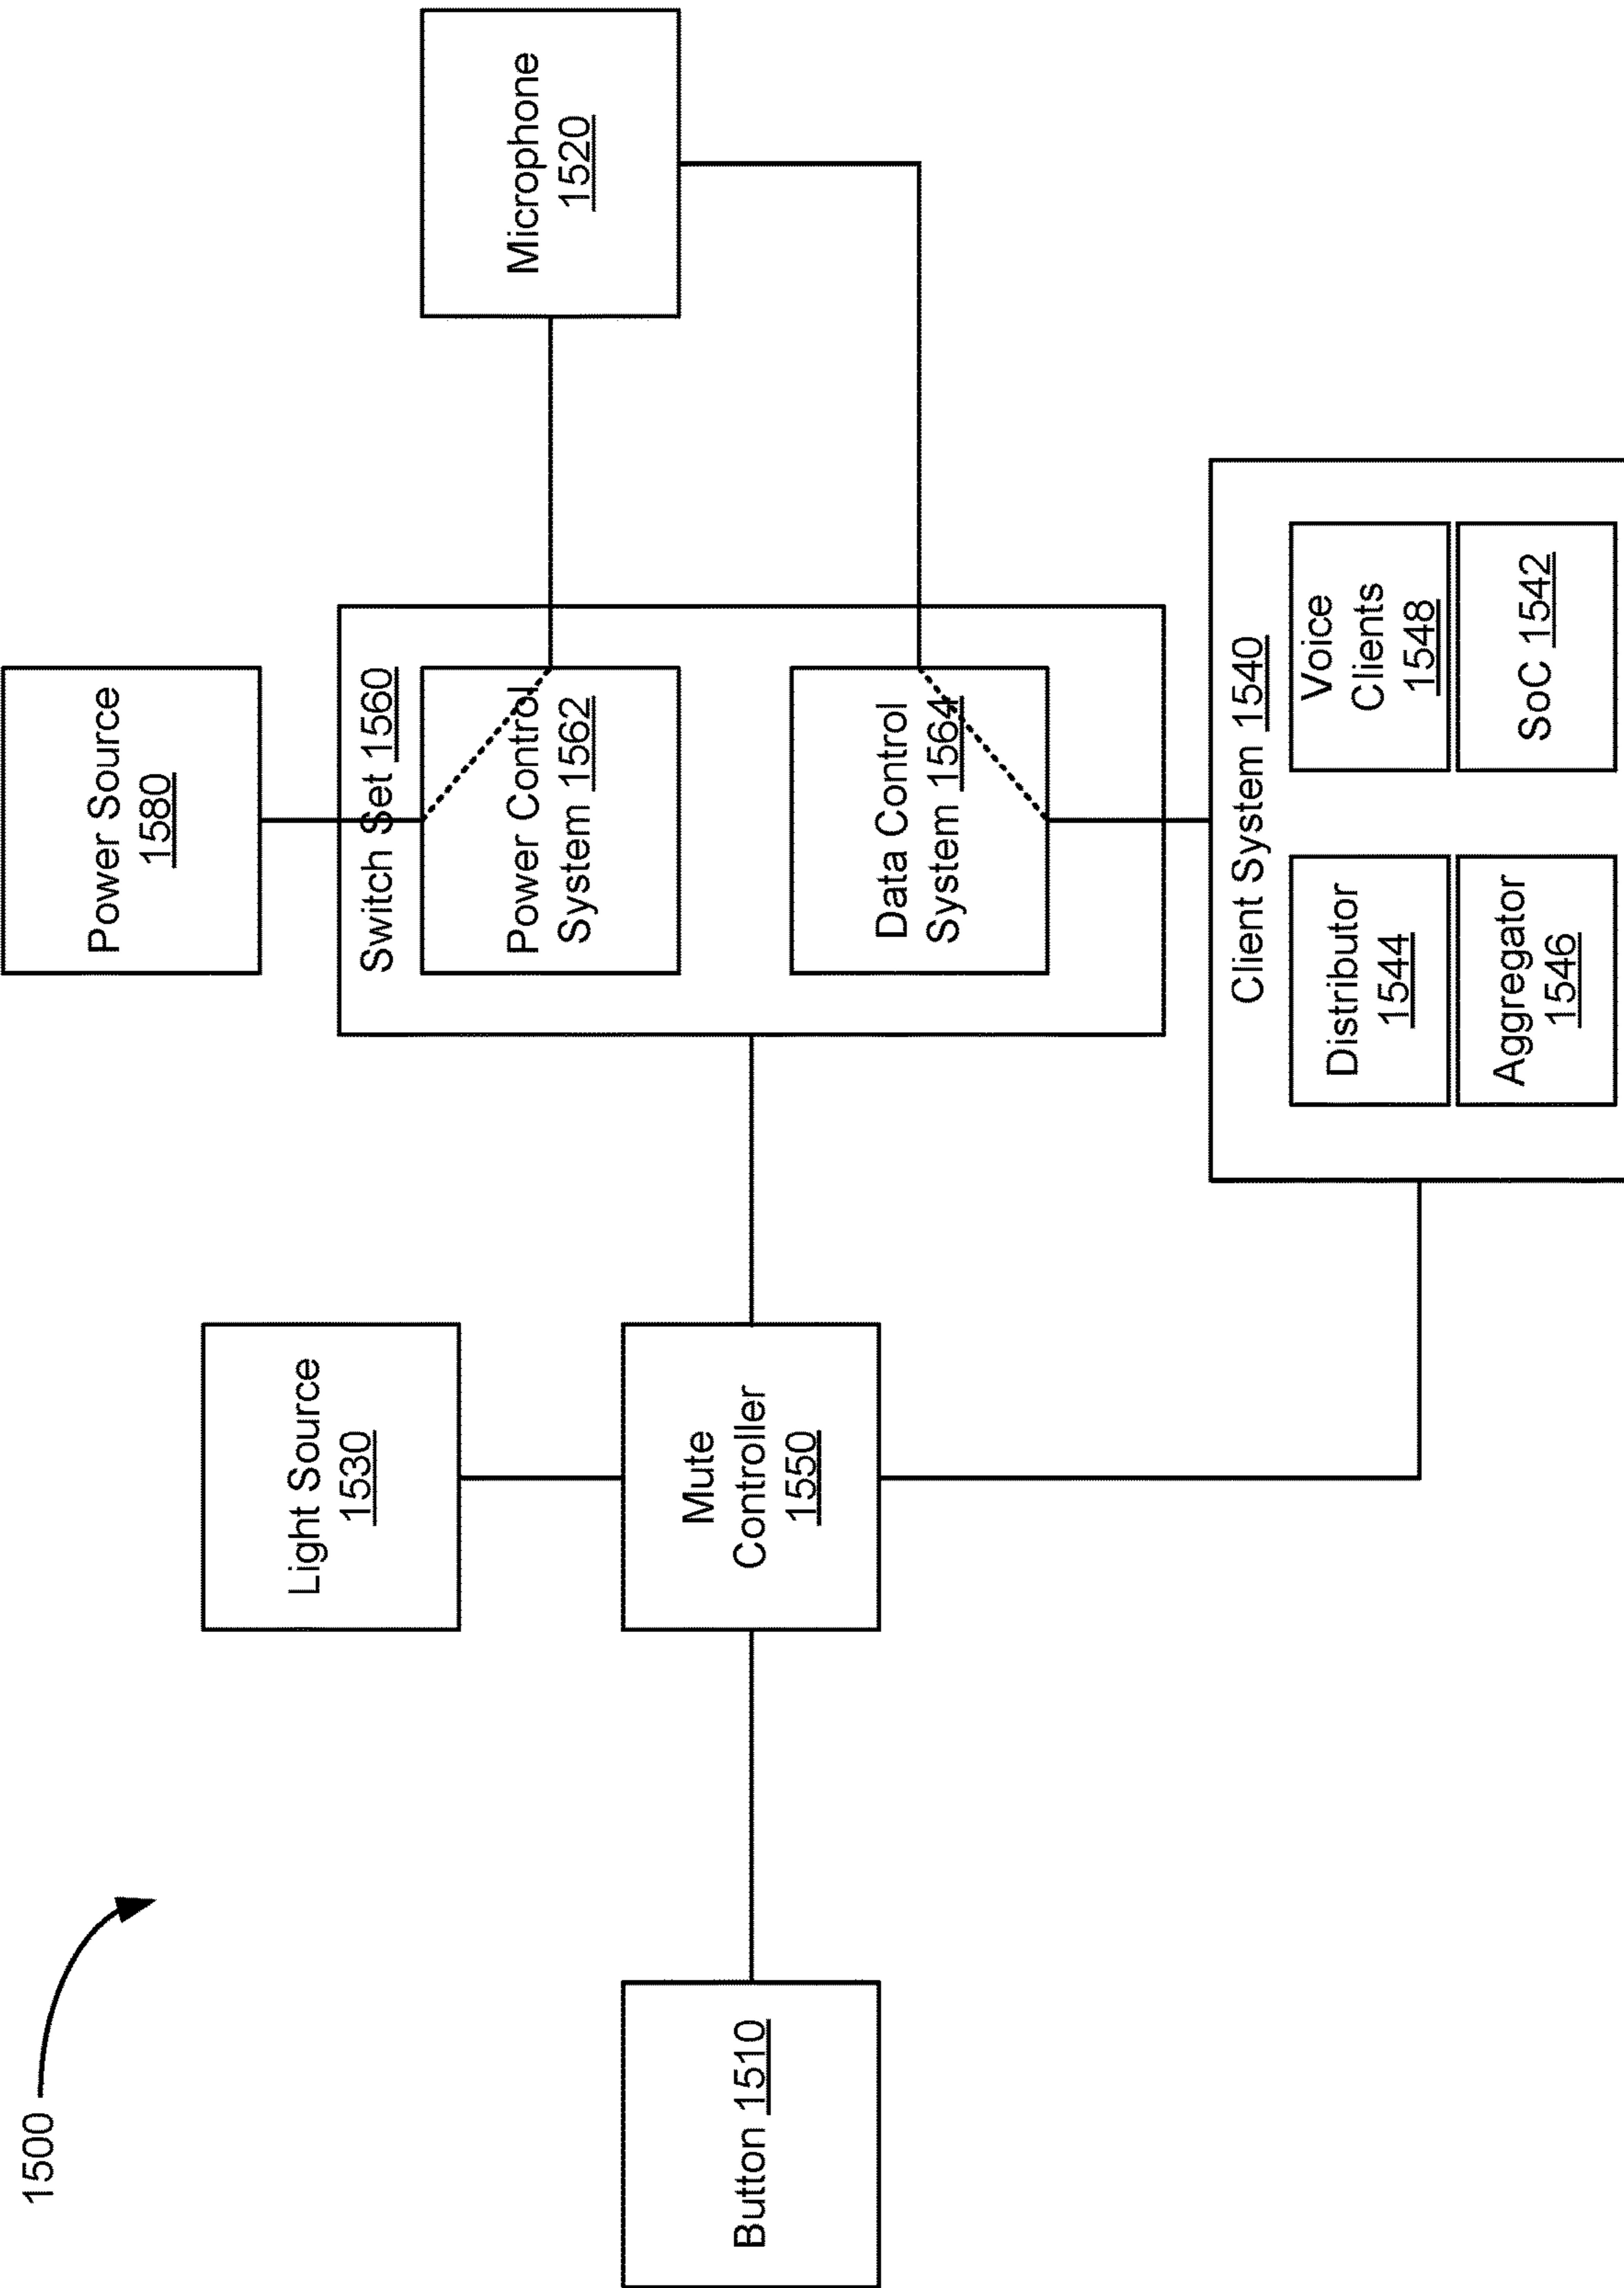 1500
Power Source
1580
Light Source
1530
Switch Set 1560
Power Control
System 1562
Microphone
1520
Button 1510
Mute
Controller
1550
Data Control
System 1564
Client System 1540
Distributor
1544
Voice
Clients
1548
Aggregator
1546
SoC 1542